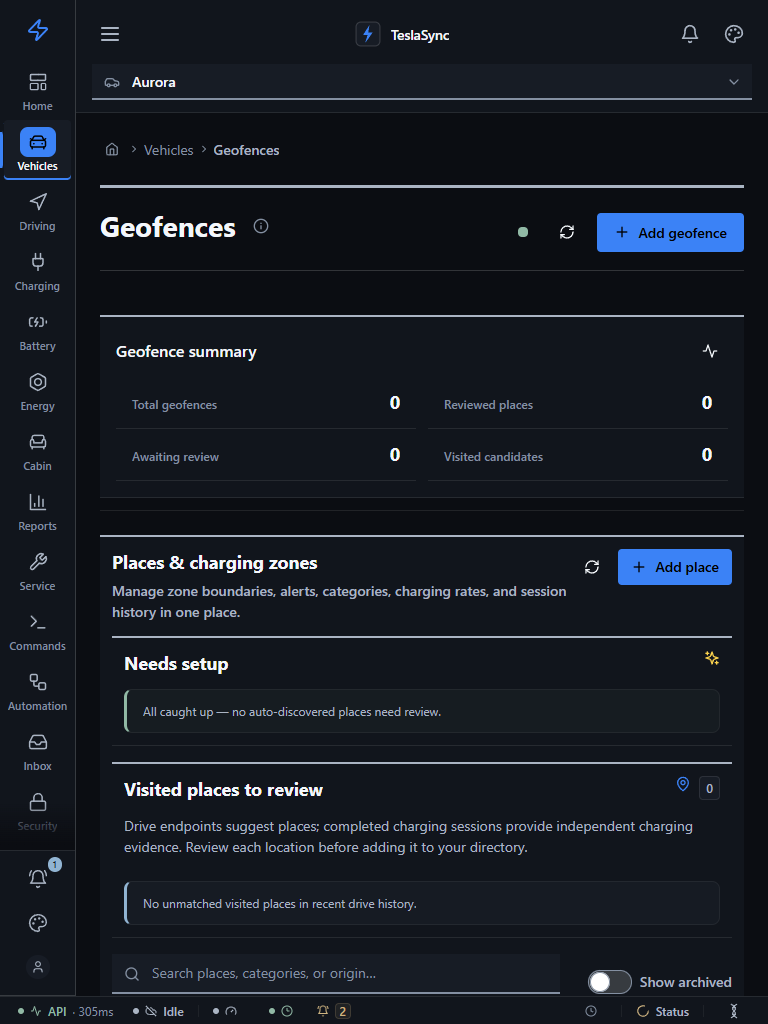 TeslaSync
Aurora
Home
Vehicles
Driving
Charging
Battery
Energy
Cabin
Reports
Service
Commands
Automation
Inbox
Security
1
Vehicles
Geofences
Geofences
Add geofence
Geofence summary
Total geofences 0
Reviewed places 0
Awaiting review 0
Visited candidates 0
Places & charging zones
Add place
Manage zone boundaries, alerts, categories, charging rates, and session
history in one place.
Needs setup
All caught up — no auto-discovered places need review.
Visited places to review
0
Drive endpoints suggest places; completed charging sessions provide independent charging
evidence. Review each location before adding it to your directory.
No unmatched visited places in recent drive history.
Search places, categories, or origin...
Show archived
API · 305ms Idle 2 Status